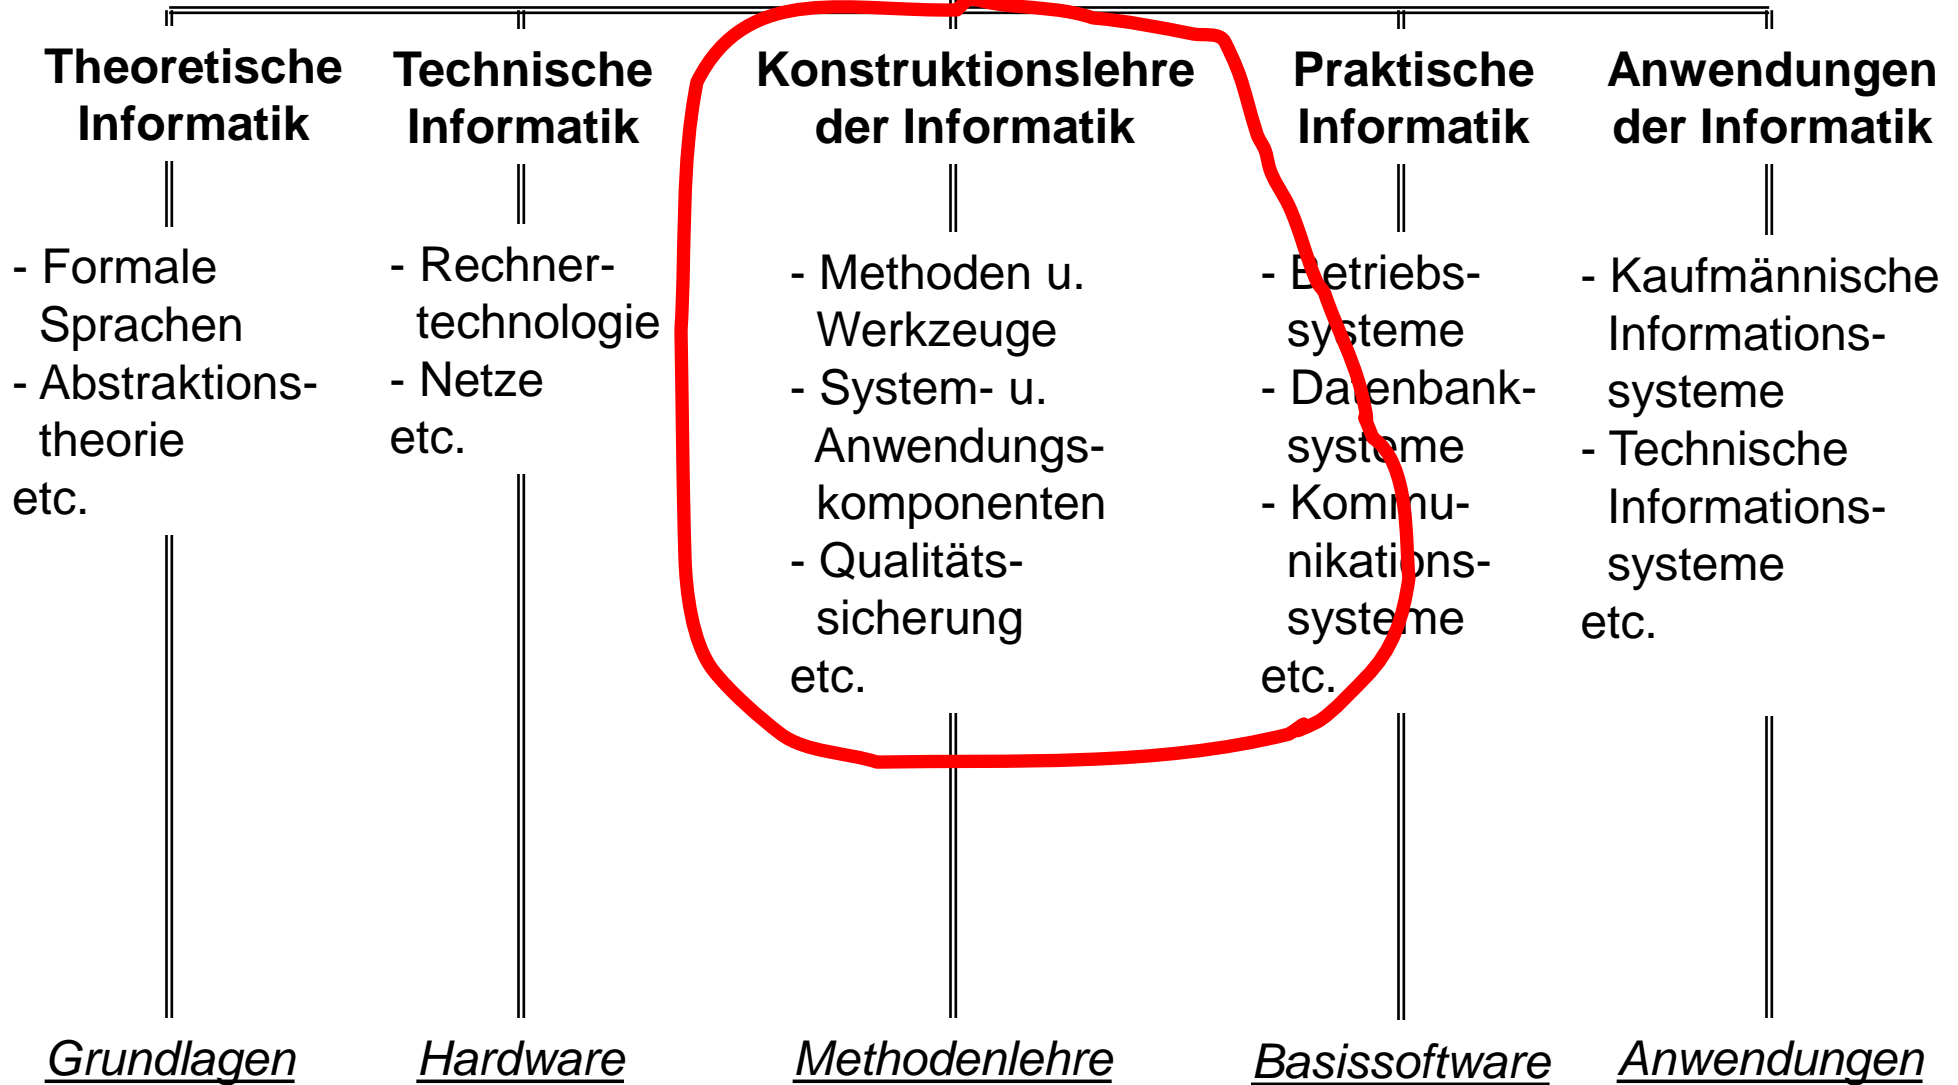 Theoretische
Informatik
- Formale
Sprachen
- Abstraktions-
theorie
etc.
Grundlagen
Technische
Informatik
- Rechner-
technologie
- Netze
etc.
Hardware
Konstruktionslehre
der Informatik
- Methoden u.
Werkzeuge
- System- u.
Anwendungs-
komponenten
- Qualitäts-
sicherung
etc.
Methodenlehre
Praktische
Informatik
- Betriebs-
systeme
- Datenbank-
systeme
- Kommu-
nikations-
systeme
etc.
Basissoftware
Anwendungen
der Informatik
- Kaufmännische
Informations-
systeme
- Technische
Informations-
systeme
etc.
Anwendungen